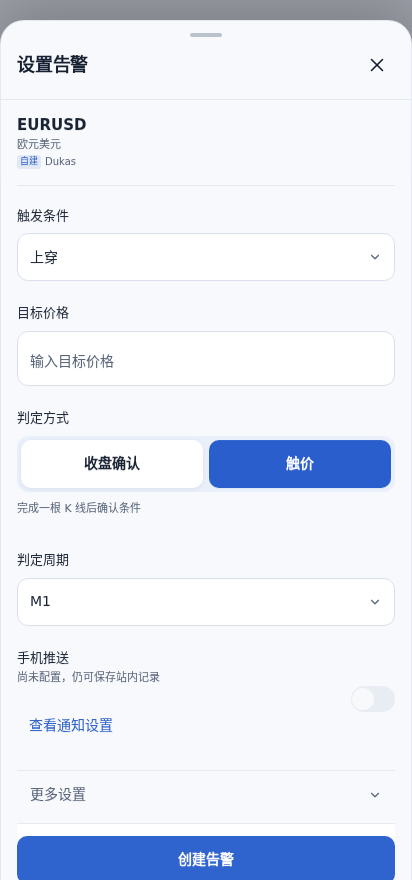 设置告警
EURUSD
欧元美元
自建 Dukas
触发条件
上穿
目标价格
输入目标价格
判定方式
收盘确认 触价
完成一根 K 线后确认条件
判定周期
M1
手机推送
尚未配置，仍可保存站内记录
查看通知设置
更多设置
创建告警